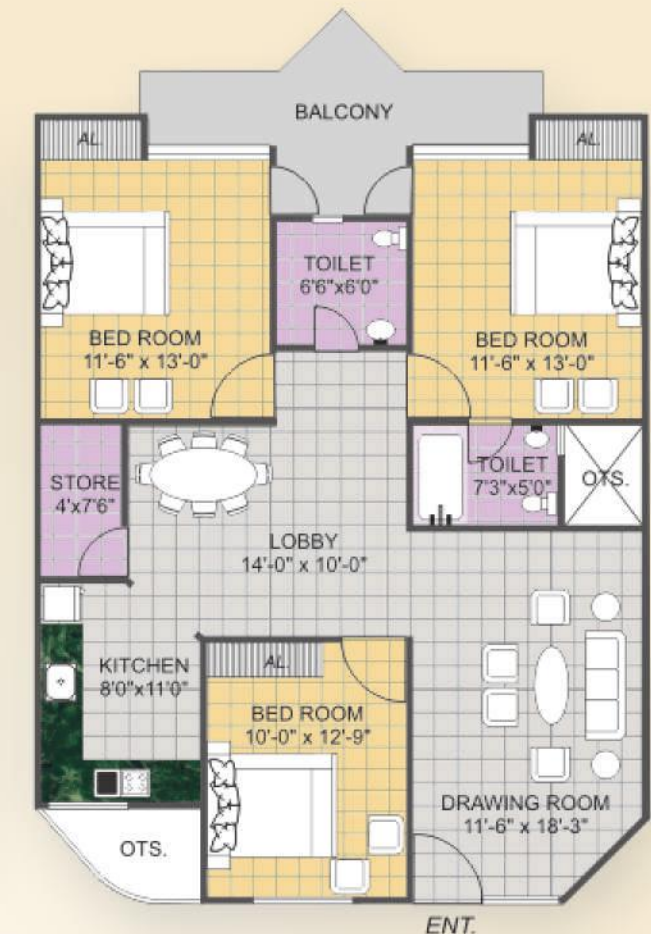 BALCONY
AL.
AL.
TOILET
6'6"x6'0"
BED ROOM
11'-6" x 13'-0"
BED ROOM
11'-6" x 13'-0"
STORE
4'x7'6"
TOILET
7'3"x5'0"
OTS.
LOBBY
14'-0" x 10'-0"
KITCHEN
8'0"x11'0"
AL.
BED ROOM
10'-0" x 12'-9"
DRAWING ROOM
11'-6" x 18'-3"
OTS.
ENT.